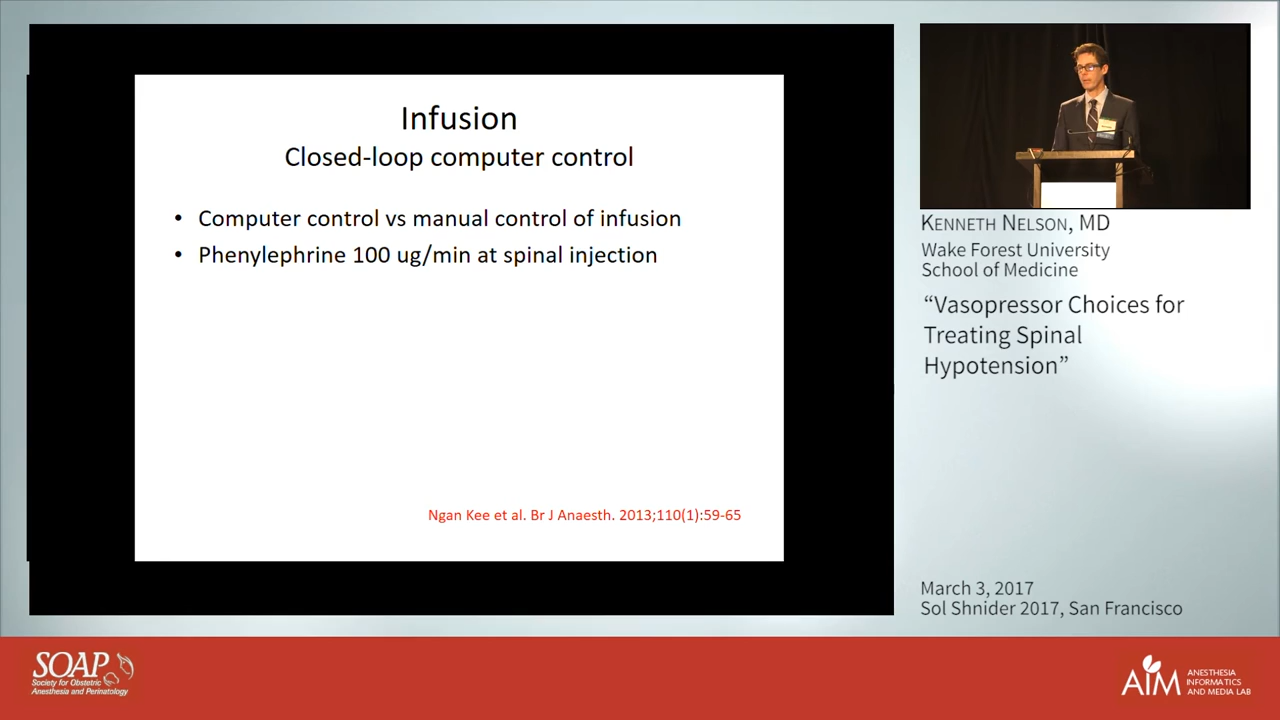 Infusion
Closed-loop computer control
• Computer control vs manual control of infusion
• Phenylephrine 100 ug/min at spinal injection
Ngan Kee et al. Br J Anaesth. 2013;110(1):59-65
KENNETH NELSON, MD
Wake Forest University
School of Medicine
“Vasopressor Choices for
Treating Spinal
Hypotension”
March 3, 2017
Sol Shnider 2017, San Francisco
SOAP
Society for Obstetric
Anesthesia and Perinatology
AIM
ANESTHESIA
INFORMATICS
AND MEDIA LAB